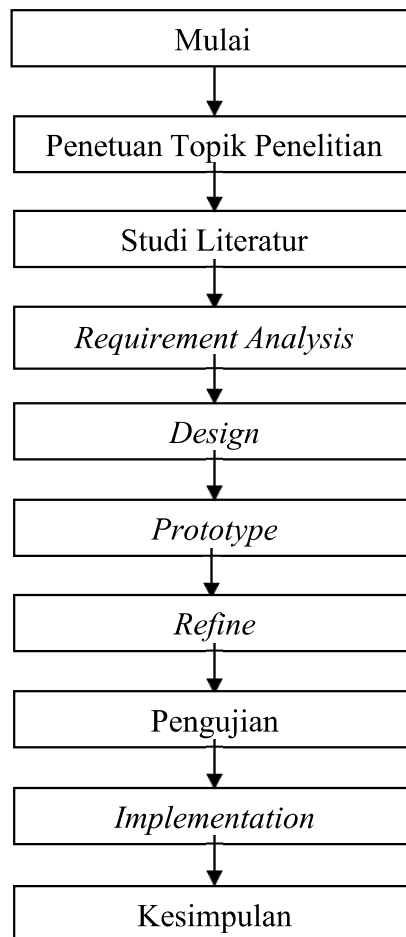 Mulai
Penetuan Topik Penelitian
Studi Literatur
Requirement Analysis
Design
Prototype
Refine
Pengujian
Implementation
Kesimpulan